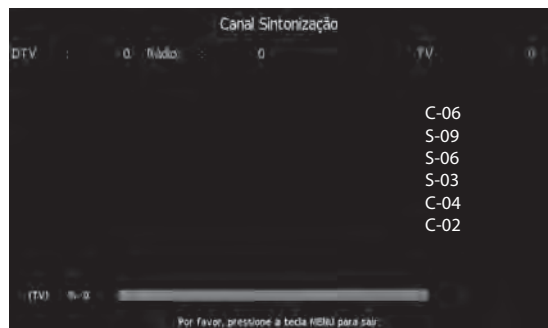 Canal Sintonização
DTV : 0 Rádio : 0 TV 0
C-06
S-09
S-06
S-03
C-04
C-02
(TV)
Por favor, pressione a tecla MENU para sair.